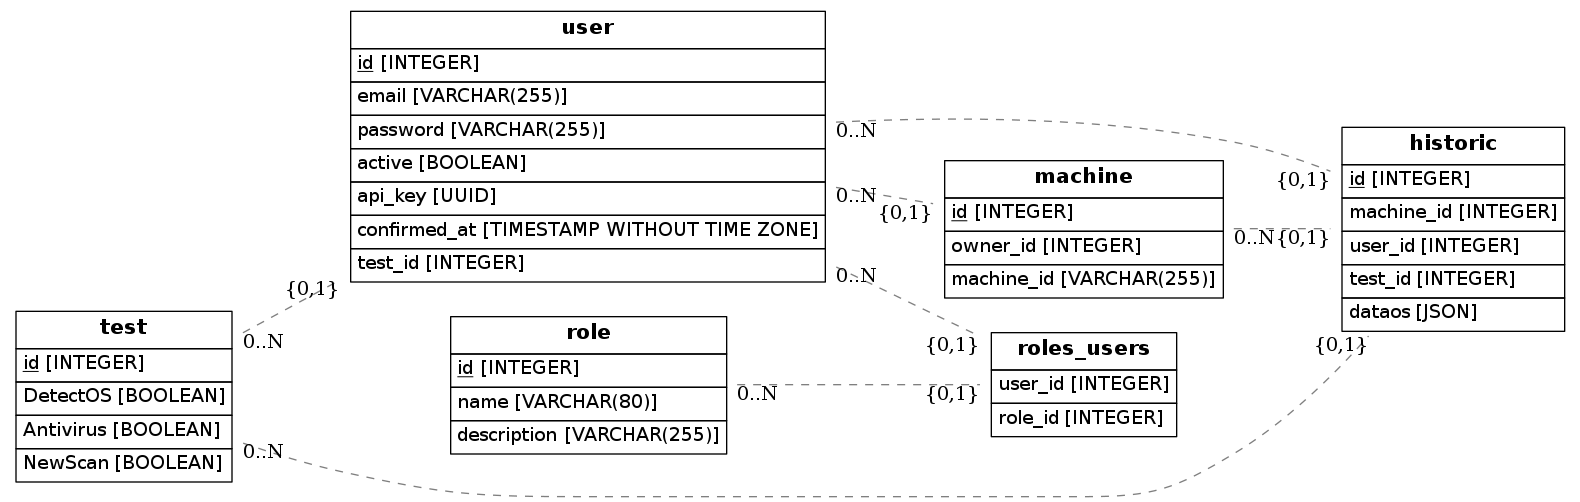 user
id [INTEGER]
email [VARCHAR(255)]
password [VARCHAR(255)]
active [BOOLEAN]
api_key [UUID]
confirmed_at [TIMESTAMP WITHOUT TIME ZONE]
test_id [INTEGER]
0..N
0..N
0..N
{0,1}
machine
id [INTEGER]
owner_id [INTEGER]
machine_id [VARCHAR(255)]
{0,1}
0..N
historic
id [INTEGER]
machine_id [INTEGER]
user_id [INTEGER]
test_id [INTEGER]
dataos [JSON]
{0,1}
{0,1}
{0,1}
test
id [INTEGER]
DetectOS [BOOLEAN]
Antivirus [BOOLEAN]
NewScan [BOOLEAN]
0..N
0..N
role
id [INTEGER]
name [VARCHAR(80)]
description [VARCHAR(255)]
0..N
roles_users
user_id [INTEGER]
role_id [INTEGER]
{0,1}
{0,1}